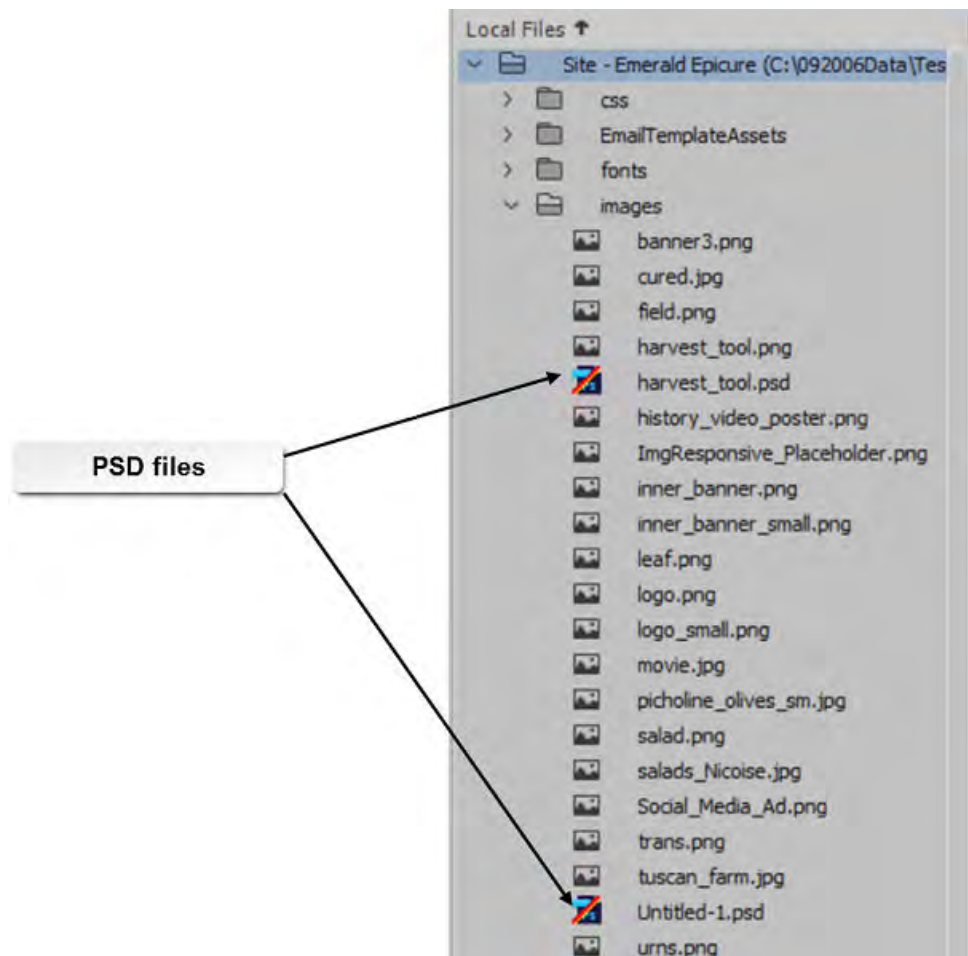 Local Files ↑
Site - Emerald Epicure (C:\092006Data\Tes
css
EmailTemplateAssets
fonts
images
banner3.png
cured.jpg
field.png
harvest_tool.png
harvest_tool.psd
history_video_poster.png
ImgResponsive_Placeholder.png
PSD files
inner_banner.png
inner_banner_small.png
leaf.png
logo.png
logo_small.png
movie.jpg
picholine_olives_sm.jpg
salad.png
salads_Nicoise.jpg
Social_Media_Ad.png
trans.png
tuscan_farm.jpg
Untitled-1.psd
urns.png